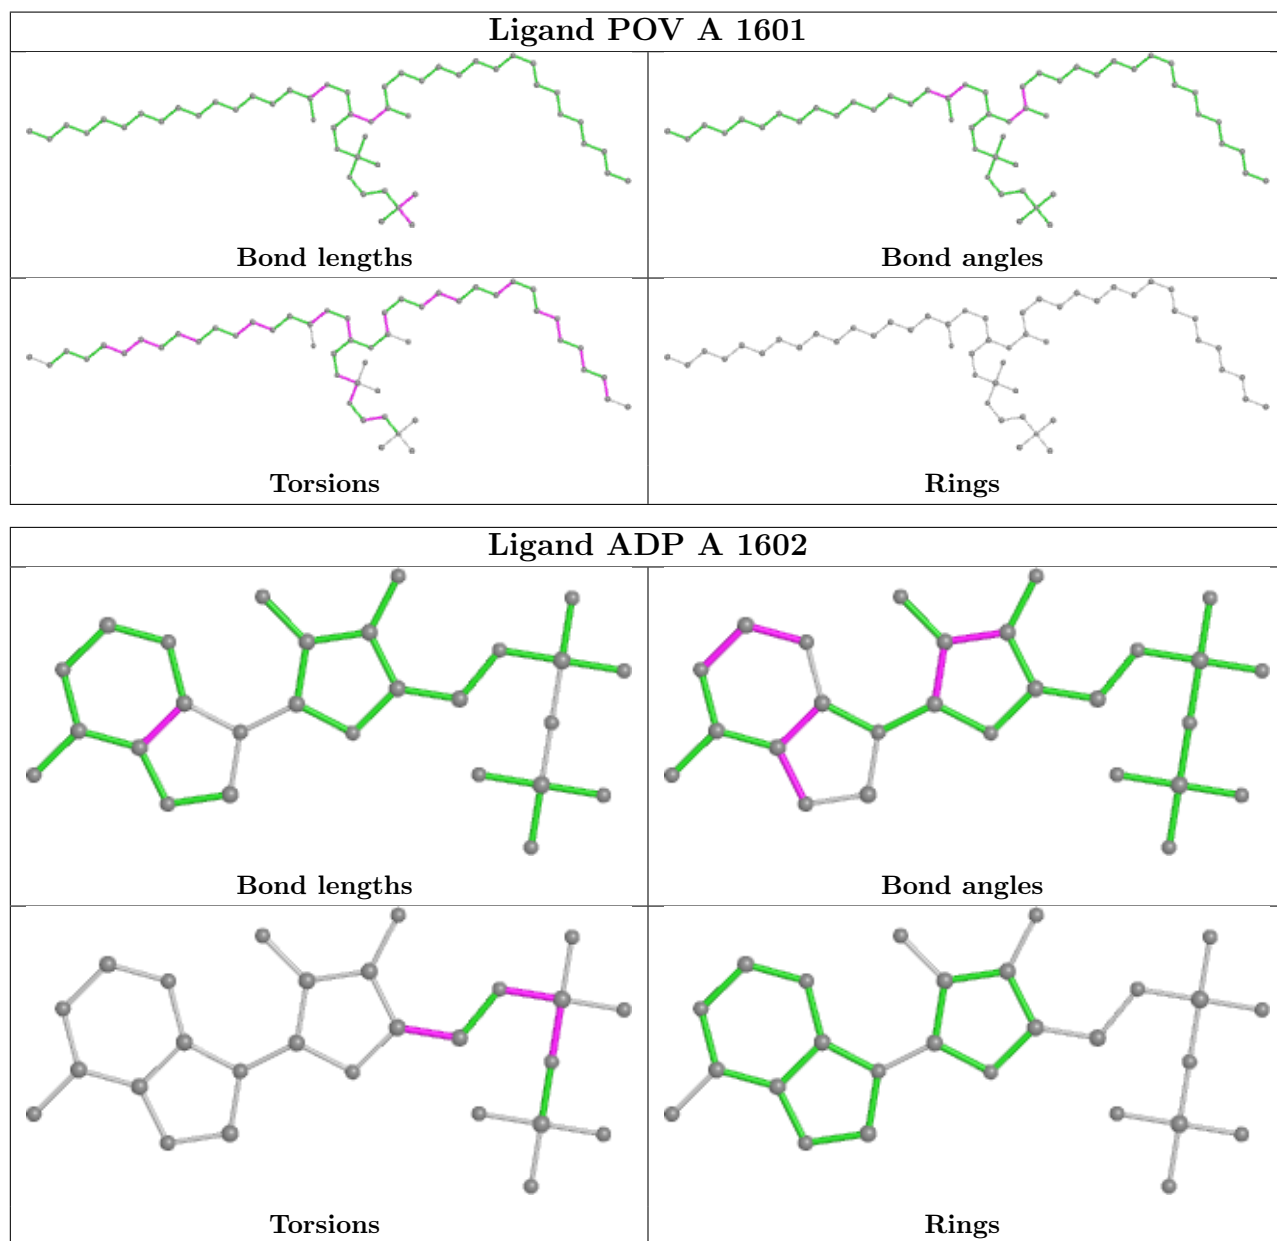 Ligand POV A 1601
Bond lengths
Bond angles
Torsions
Rings
Ligand ADP A 1602
Bond lengths
Bond angles
Torsions
Rings